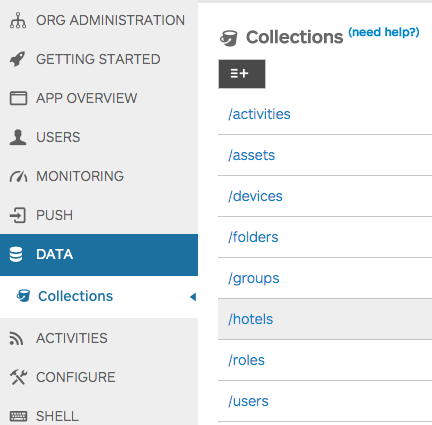 ORG ADMINISTRATION
GETTING STARTED
APP OVERVIEW
USERS
MONITORING
PUSH
DATA
Collections
ACTIVITIES
CONFIGURE
SHELL
Collections (need help?)
/activities
/assets
/devices
/folders
/groups
/hotels
/roles
/users